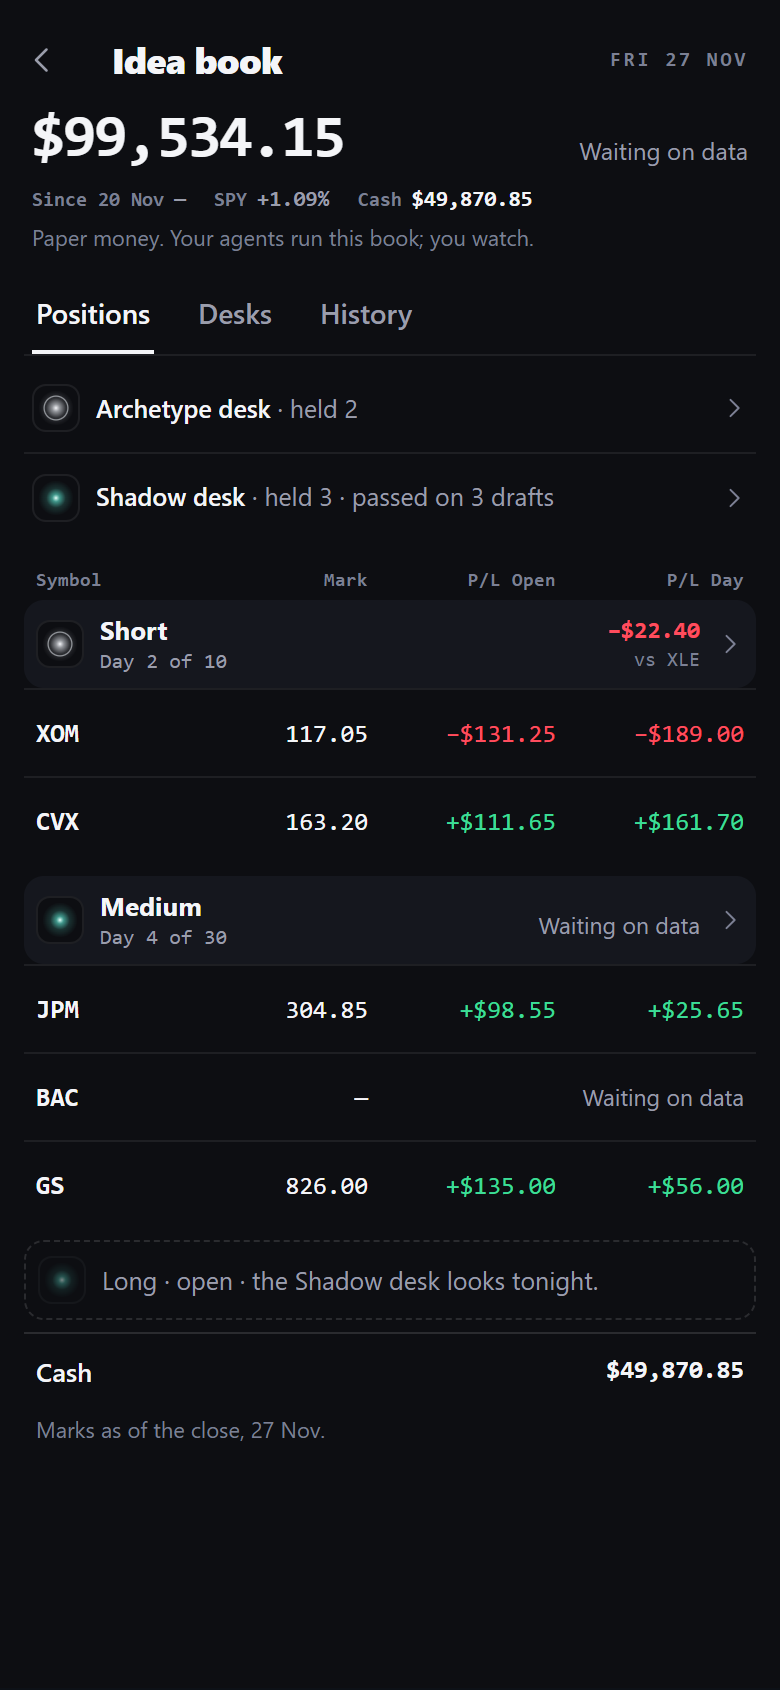 Idea book
FRI 27 NOV
$99,534.15
Waiting on data
Since 20 Nov — SPY +1.09% Cash $49,870.85
Paper money. Your agents run this book; you watch.
Positions Desks History
Archetype desk · held 2
Shadow desk · held 3 · passed on 3 drafts
Symbol Mark P/L Open P/L Day
Short −$22.40
Day 2 of 10 vs XLE
XOM 117.05 −$131.25 −$189.00
CVX 163.20 +$111.65 +$161.70
Medium
Day 4 of 30
Waiting on data
JPM 304.85 +$98.55 +$25.65
BAC — Waiting on data
GS 826.00 +$135.00 +$56.00
Long · open · the Shadow desk looks tonight.
Cash $49,870.85
Marks as of the close, 27 Nov.